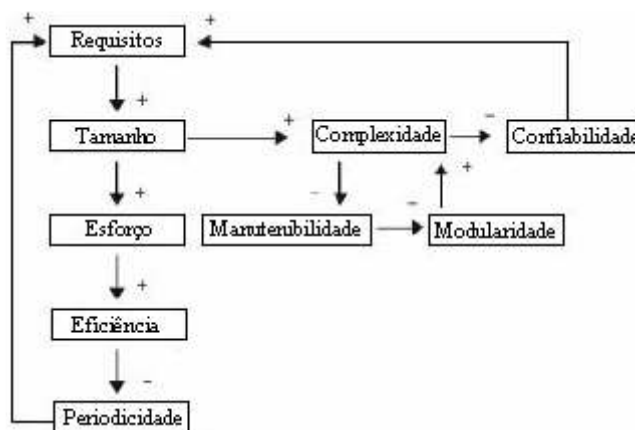 + +
Requisitos
+
+ −
Tamanho Complexidade Confiabilidade
+ − − +
Esforço Manutenibilidade Modularidade
+
Eficiência
−
Periodicidade